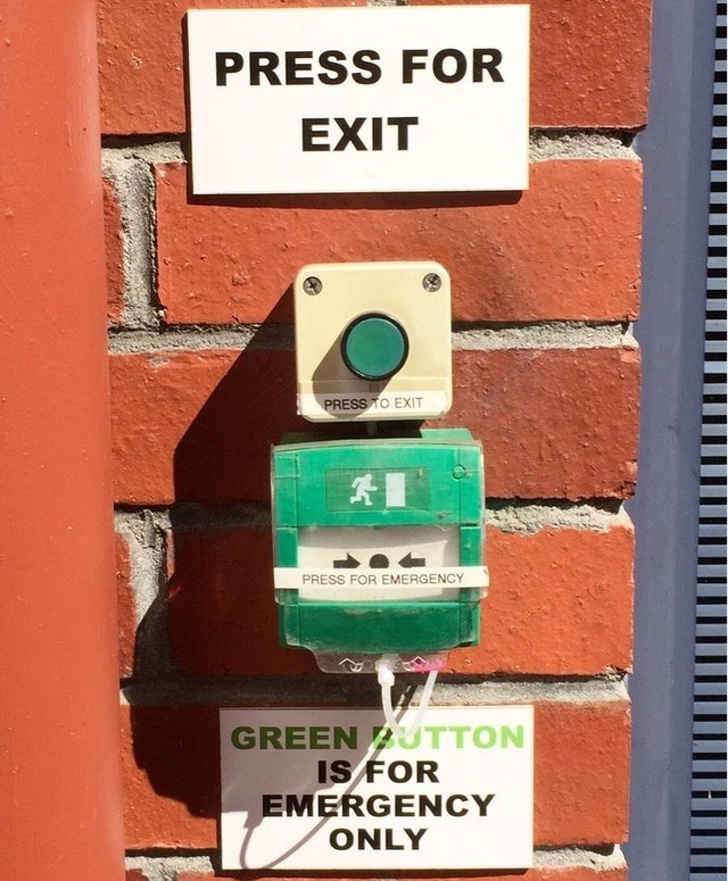 PRESS FOR
EXIT
PRESS TO EXIT
PRESS FOR EMERGENCY
GREEN BUTTON
IS FOR
EMERGENCY
ONLY